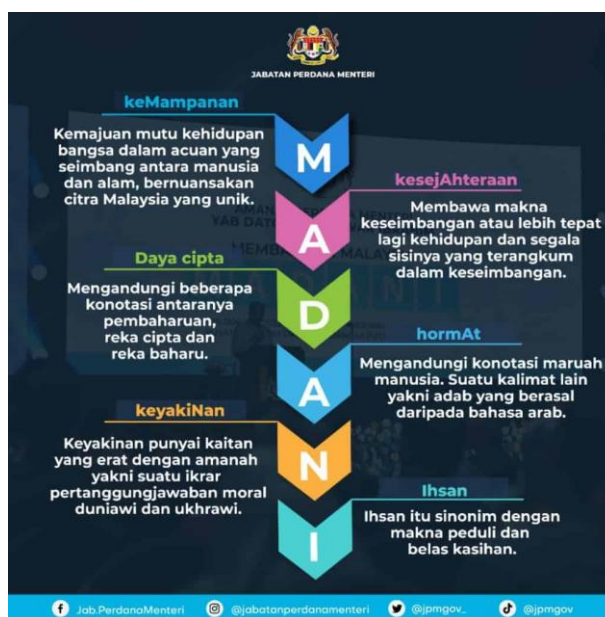 JABATAN PERDANA MENTERI
keMampanan
Kemajuan mutu kehidupan
bangsa dalam acuan yang
seimbang antara manusia
dan alam, bernuansakan
citra Malaysia yang unik.
M
kesejAhteraan
Membawa makna
keseimbangan atau lebih tepat
lagi kehidupan dan segala
sisinya yang terangkum
dalam keseimbangan.
A
Daya cipta
Mengandungi beberapa
konotasi antaranya
pembaharuan,
reka cipta dan
reka baharu.
D
hormAt
Mengandungi konotasi maruah
manusia. Suatu kalimat lain
yakni adab yang berasal
daripada bahasa arab.
A
keyakiNan
Keyakinan punyai kaitan
yang erat dengan amanah
yakni suatu ikrar
pertanggungjawaban moral
duniawi dan ukhrawi.
N
Ihsan
Ihsan itu sinonim dengan
makna peduli dan
belas kasihan.
I
Jab.PerdanaMenteri @jabatanperdanamenteri @jpmgov_ @jpmgov